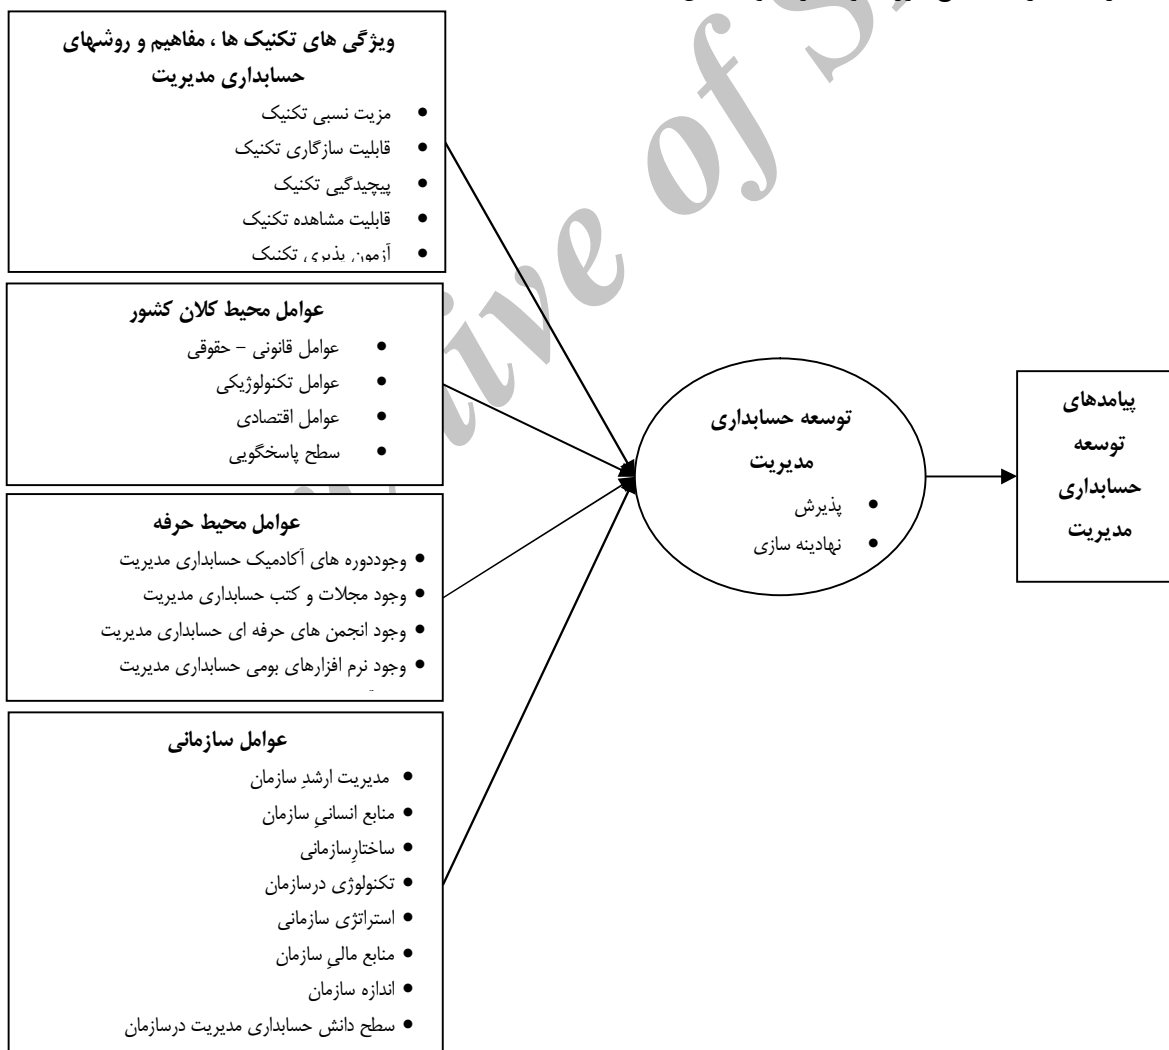 ویژگی های تکنیک ها ، مفاهیم و روشهای
حسابداری مدیریت
• مزیت نسبی تکنیک
• قابلیت سازگاری تکنیک
• پیچیدگیی تکنیک
• قابلیت مشاهده تکنیک
• آزمون پذیری تکنیک
عوامل محیط کلان کشور
• عوامل قانونی – حقوقی
• عوامل تکنولوژیکی
• عوامل اقتصادی
• سطح پاسخگویی
عوامل محیط حرفه
• وجوددوره های آکادمیک حسابداری مدیریت
• وجود مجلات و کتب حسابداری مدیریت
• وجود انجمن های حرفه ای حسابداری مدیریت
• وجود نرم افزارهای بومی حسابداری مدیریت
عوامل سازمانی
• مدیریت ارشدِ سازمان
• منابع انسانیِ سازمان
• ساختارِسازمانی
• تکنولوژی درسازمان
• استراتژی سازمانی
• منابع مالیِ سازمان
• اندازه سازمان
• سطح دانش حسابداری مدیریت درسازمان
توسعه حسابداری
مدیریت
• پذیرش
• نهادینه سازی
پیامدهای
توسعه
حسابداری
مدیریت
ive of S